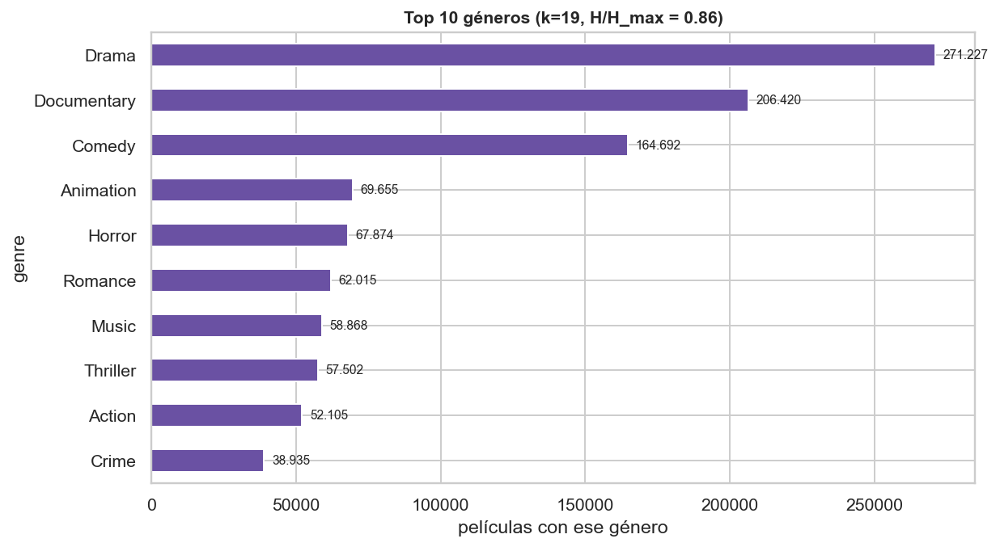 Top 10 géneros (k=19, H/H_max = 0.86)
Drama 271.227
Documentary 206.420
Comedy 164.692
Animation 69.655
Horror 67.874
Romance 62.015
Music 58.868
Thriller 57.502
Action 52.105
Crime 38.935
genre
0 50000 100000 150000 200000 250000
películas con ese género